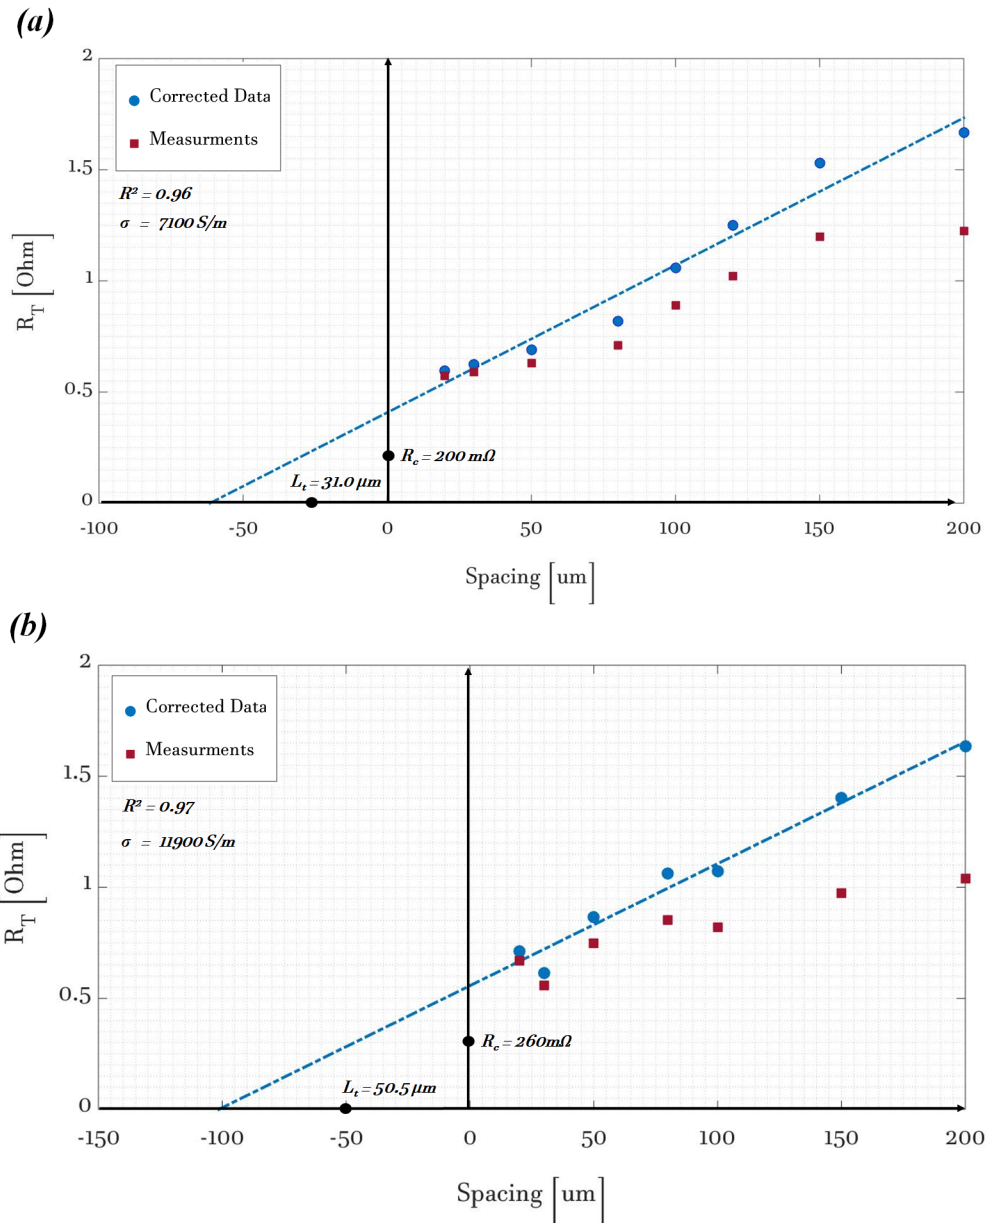 (a)
2
1.5
1
0.5
0
R_T [Ohm]
Corrected Data
Measurments
R² = 0.96
σ = 7100 S/m
R_c = 200 mΩ
L_t = 31.0 μm
-100 -50 0 50 100 150 200
Spacing [um]
(b)
2
1.5
1
0.5
0
R_T [Ohm]
Corrected Data
Measurments
R² = 0.97
σ = 11900 S/m
R_c = 260mΩ
L_t = 50.5 μm
-150 -100 -50 0 50 100 150 200
Spacing [um]